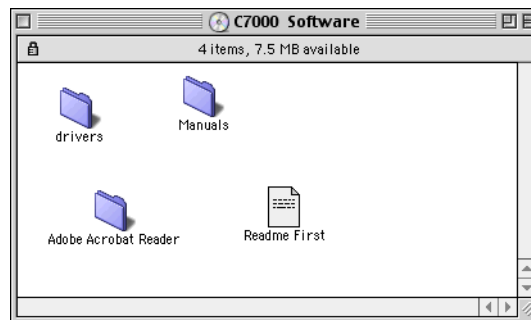 C7000 Software
4 items, 7.5 MB available
drivers
Manuals
Adobe Acrobat Reader
Readme First